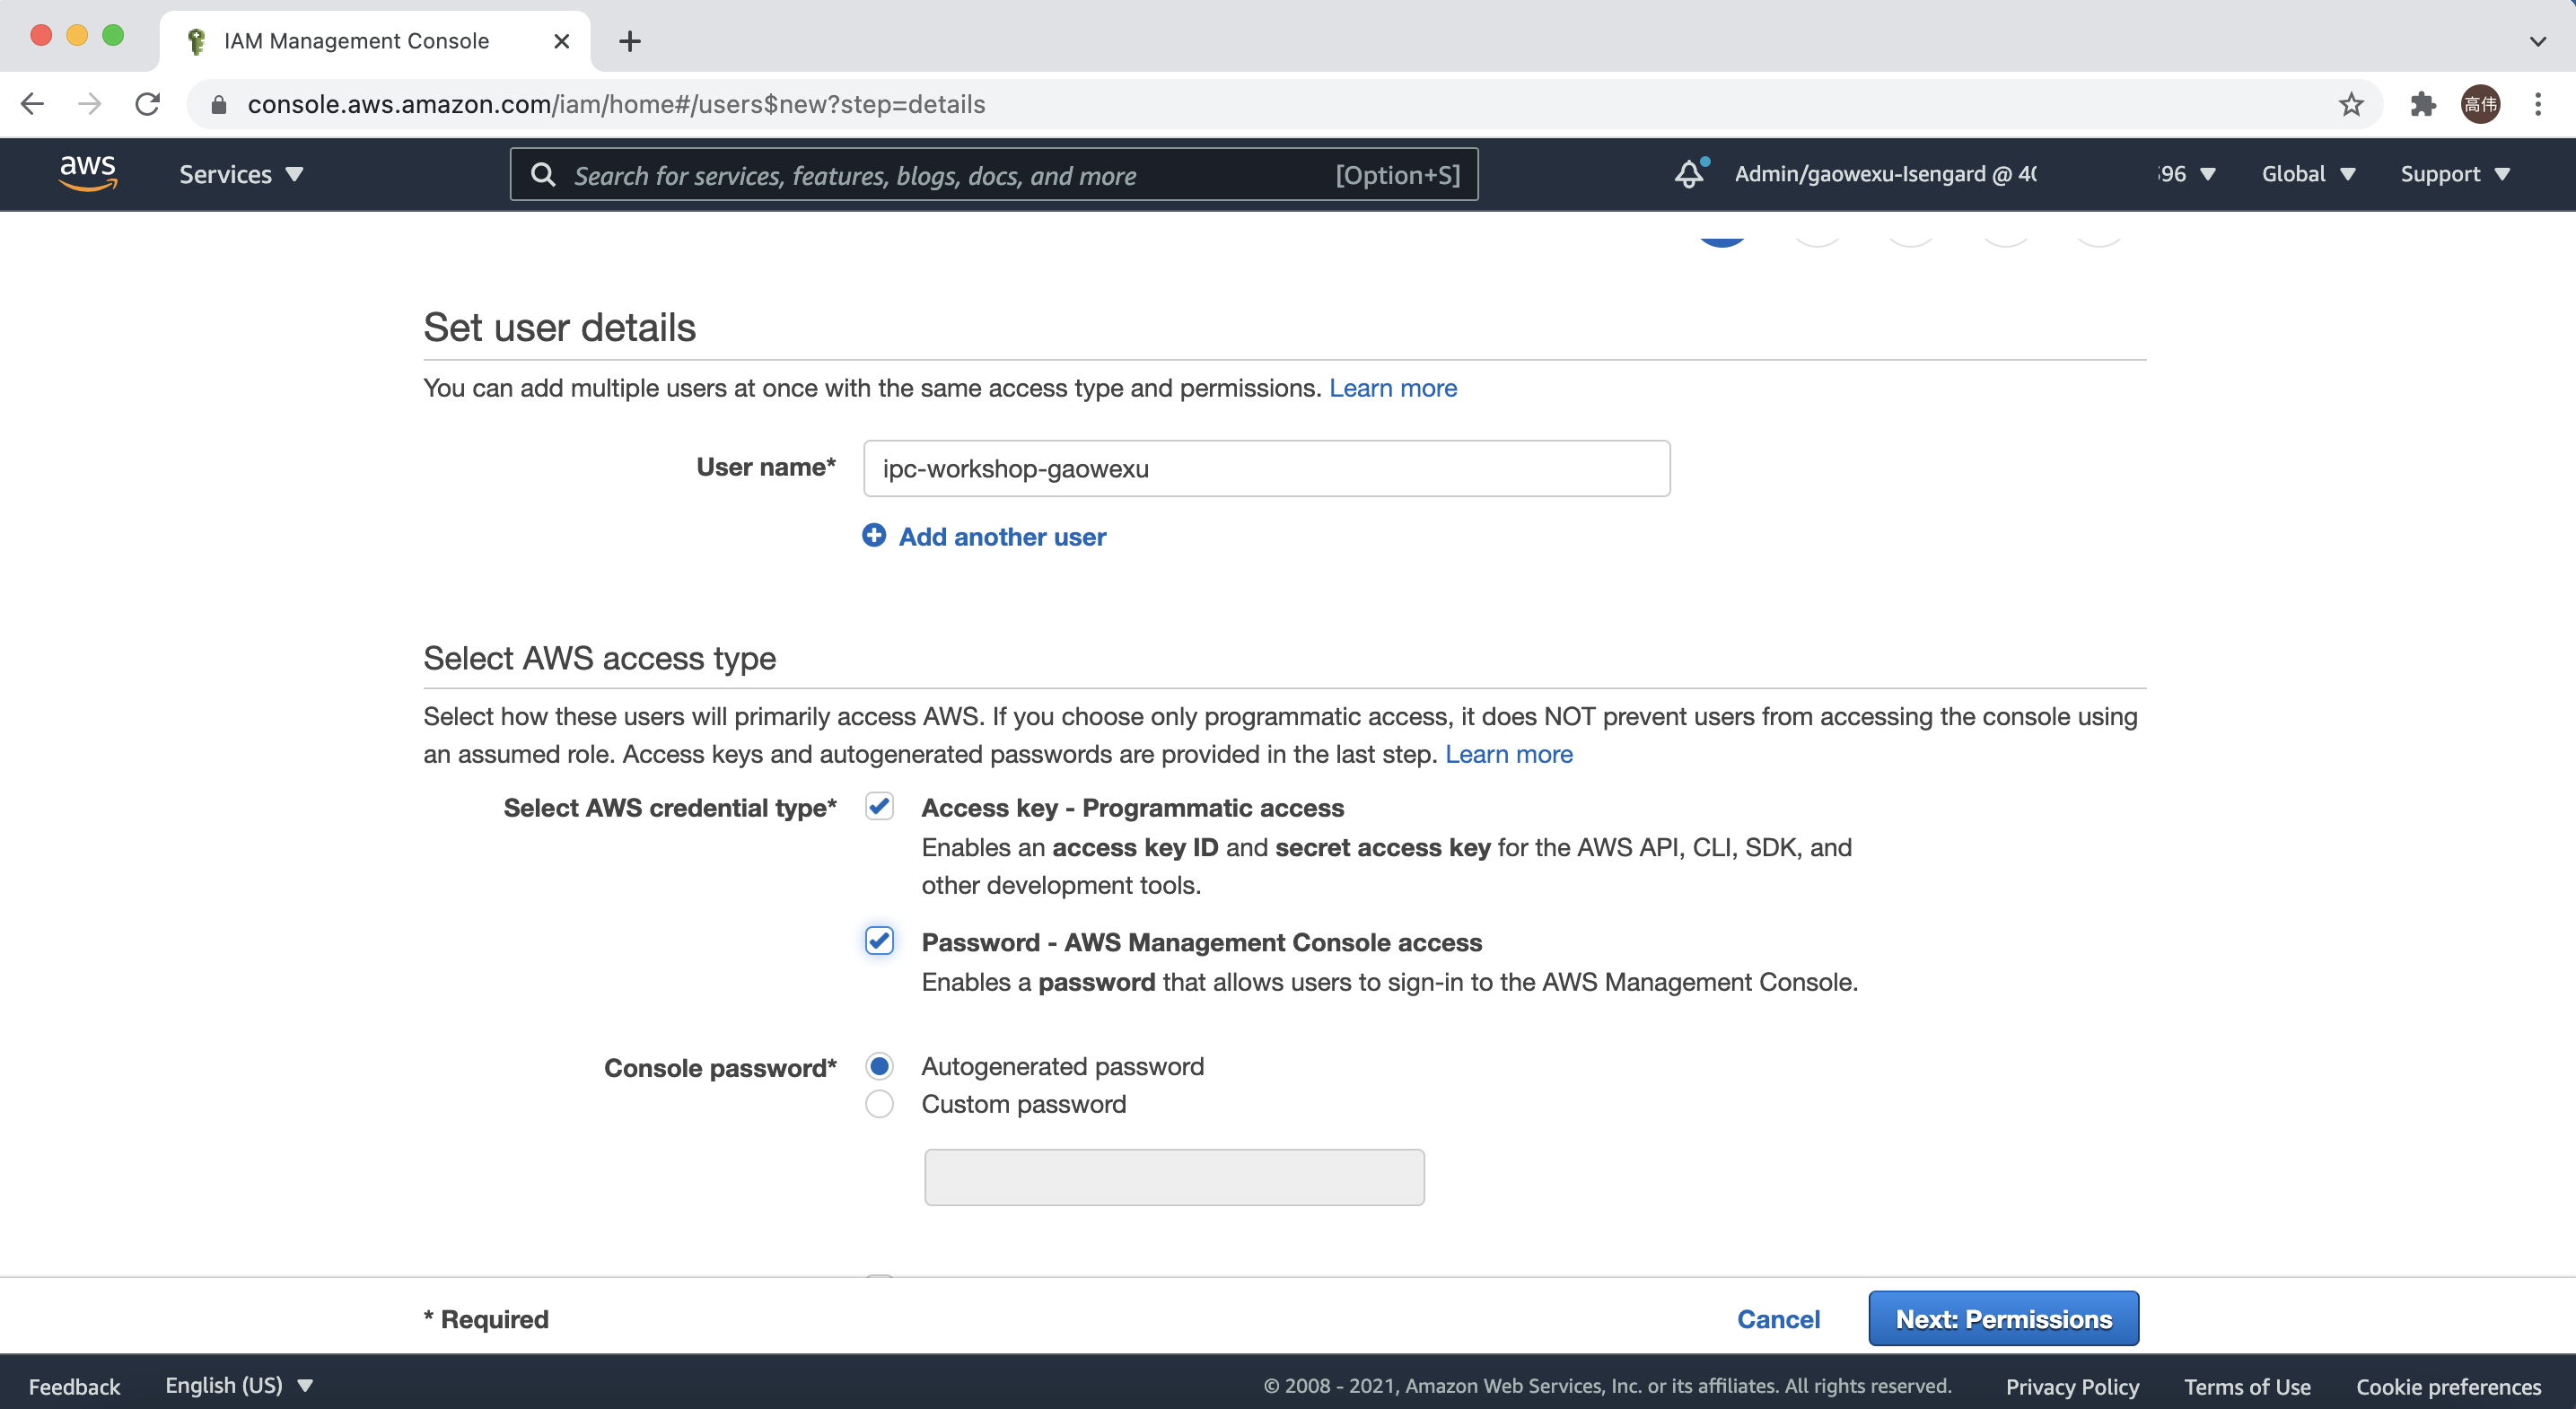 IAM Management Console
console.aws.amazon.com/iam/home#/users$new?step=details
高伟
aws
Services
Search for services, features, blogs, docs, and more
[Option+S]
Admin/gaowexu-Isengard @ 40
96
Global
Support
Set user details
You can add multiple users at once with the same access type and permissions. Learn more
User name*
ipc-workshop-gaowexu
Add another user
Select AWS access type
Select how these users will primarily access AWS. If you choose only programmatic access, it does NOT prevent users from accessing the console using
an assumed role. Access keys and autogenerated passwords are provided in the last step. Learn more
Select AWS credential type*
Access key - Programmatic access
Enables an access key ID and secret access key for the AWS API, CLI, SDK, and
other development tools.
Password - AWS Management Console access
Enables a password that allows users to sign-in to the AWS Management Console.
Console password*
Autogenerated password
Custom password
* Required
Cancel
Next: Permissions
Feedback
English (US)
© 2008 - 2021, Amazon Web Services, Inc. or its affiliates. All rights reserved.
Privacy Policy
Terms of Use
Cookie preferences